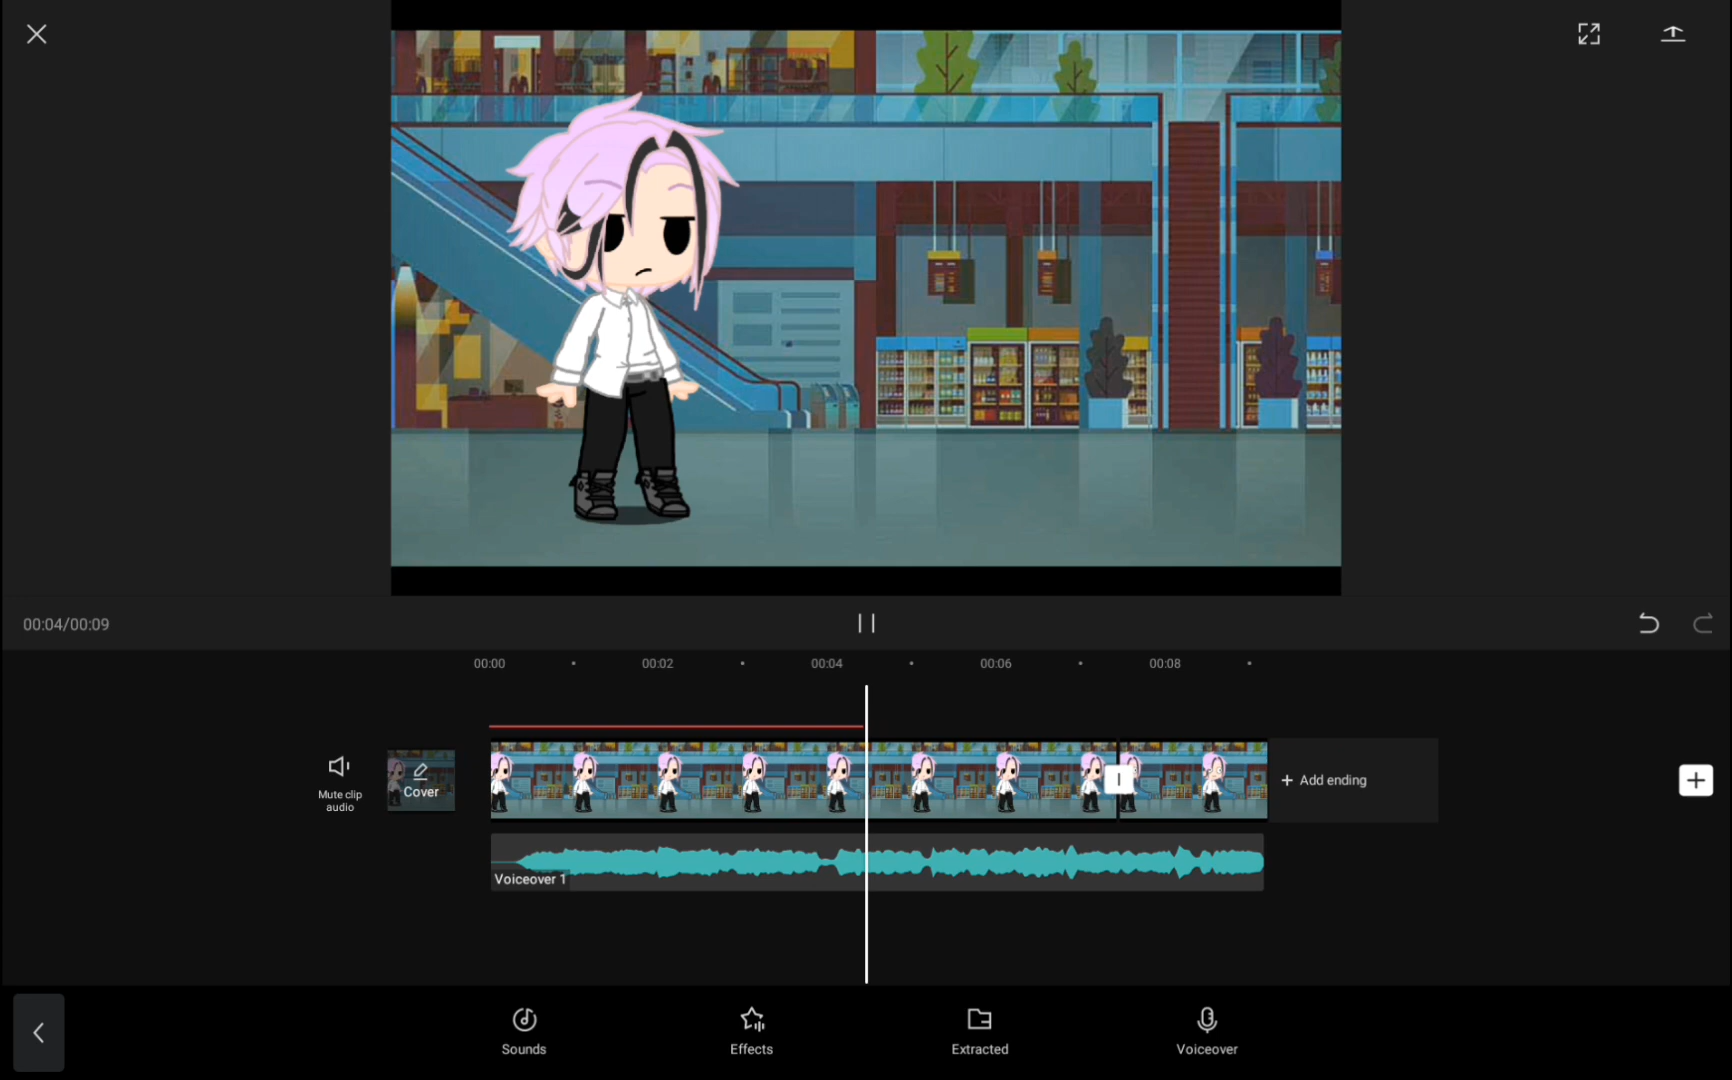 00:04/00:09
00:00
00:02
00:04
00:06
00:08
Mute clip
audio
Cover
+ Add ending
Voiceover 1
Sounds
Effects
Extracted
Voiceover